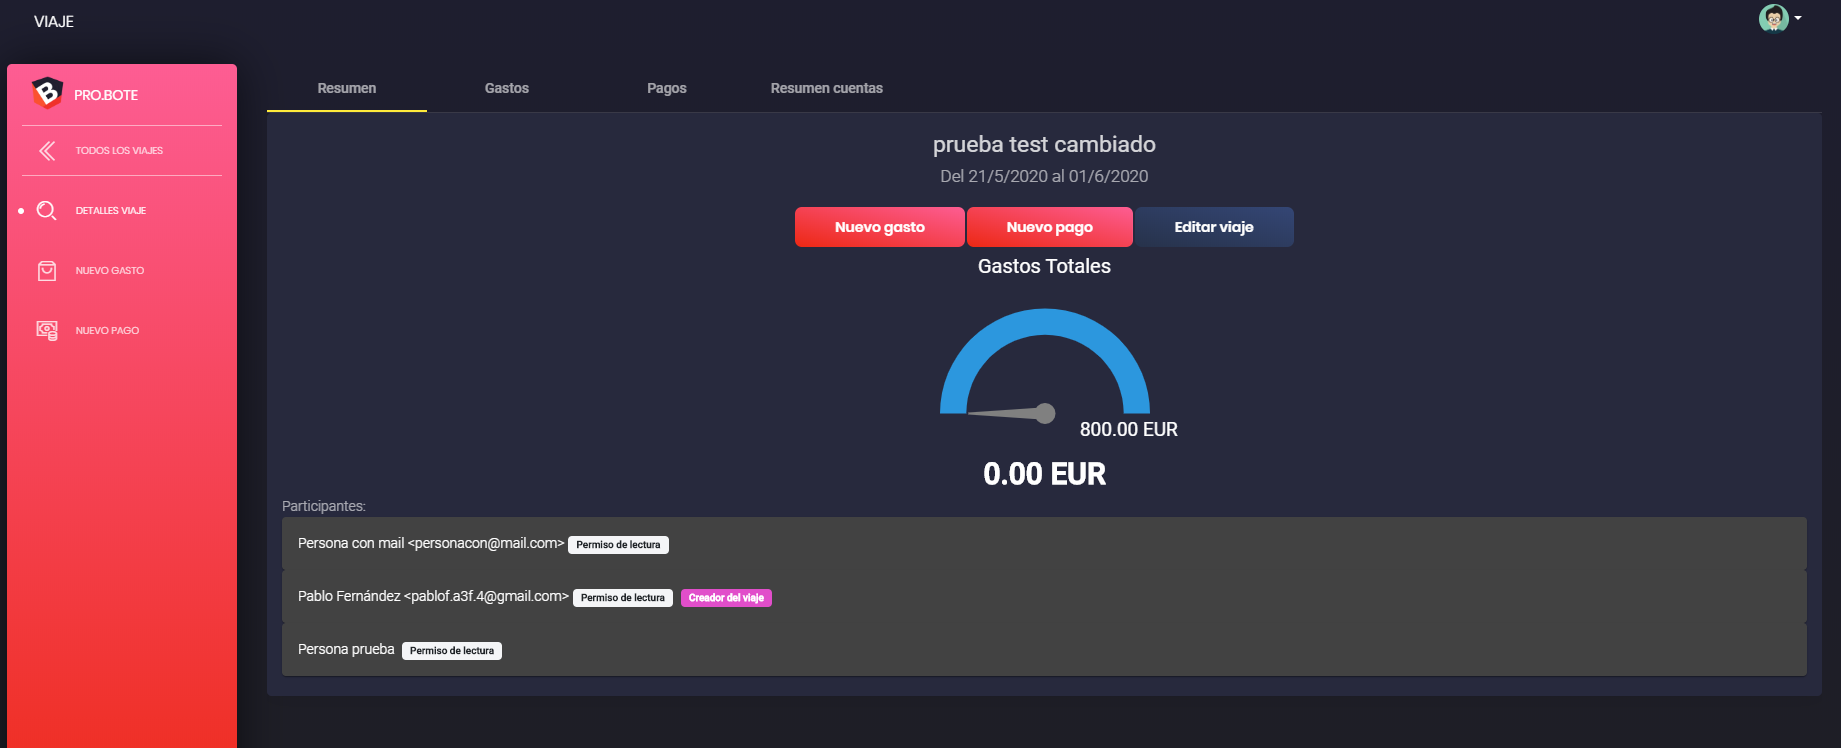 VIAJE
PRO.BOTE
TODOS LOS VIAJES
DETALLES VIAJE
NUEVO GASTO
NUEVO PAGO
Resumen Gastos Pagos Resumen cuentas
prueba test cambiado
Del 21/5/2020 al 01/6/2020
Nuevo gasto Nuevo pago Editar viaje
Gastos Totales
800.00 EUR
0.00 EUR
Participantes:
Persona con mail <personacon@mail.com> Permiso de lectura
Pablo Fernández <pablof.a3f.4@gmail.com> Permiso de lectura Creador del viaje
Persona prueba Permiso de lectura